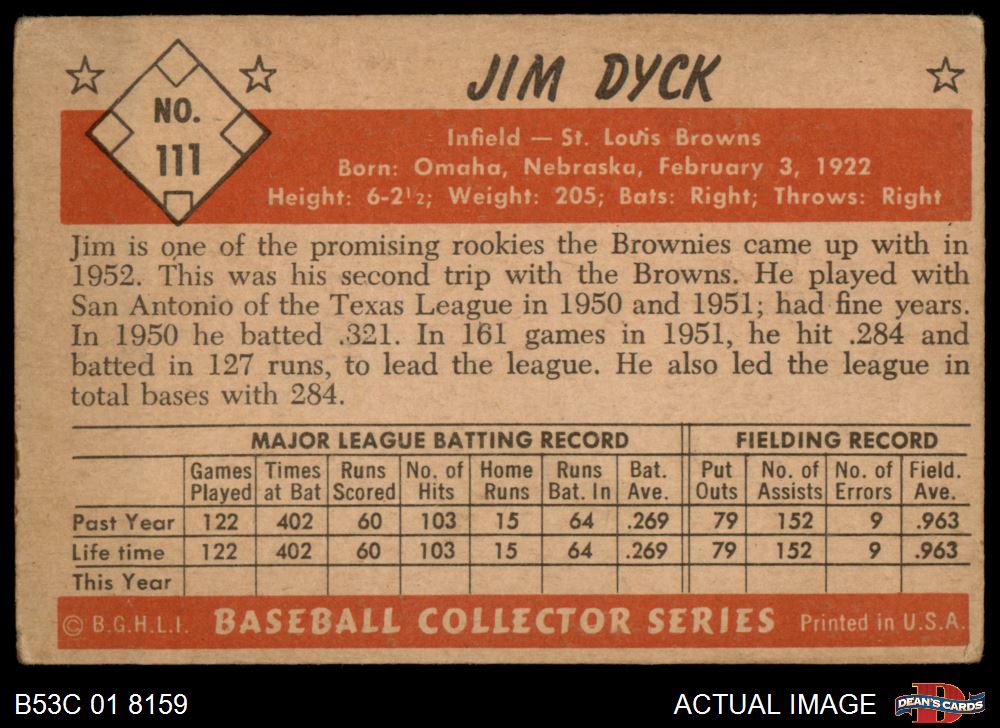 NO.
111
JIM DYCK
Infield — St. Louis Browns
Born: Omaha, Nebraska, February 3, 1922
Height: 6-2½; Weight: 205; Bats: Right; Throws: Right
Jim is one of the promising rookies the Brownies came up with in
1952. This was his second trip with the Browns. He played with
San Antonio of the Texas League in 1950 and 1951; had fine years.
In 1950 he batted .321. In 161 games in 1951, he hit .284 and
batted in 127 runs, to lead the league. He also led the league in
total bases with 284.
MAJOR LEAGUE BATTING RECORD FIELDING RECORD
Games Times Runs No. of Home Runs Bat. Put No. of No. of Field.
Played at Bat Scored Hits Runs Bat. In Ave. Outs Assists Errors Ave.
Past Year 122 402 60 103 15 64 .269 79 152 9 .963
Life time 122 402 60 103 15 64 .269 79 152 9 .963
This Year
© B.G.H.L.I. BASEBALL COLLECTOR SERIES Printed in U.S.A.
B53C 01 8159 ACTUAL IMAGE DEAN'S CARDS